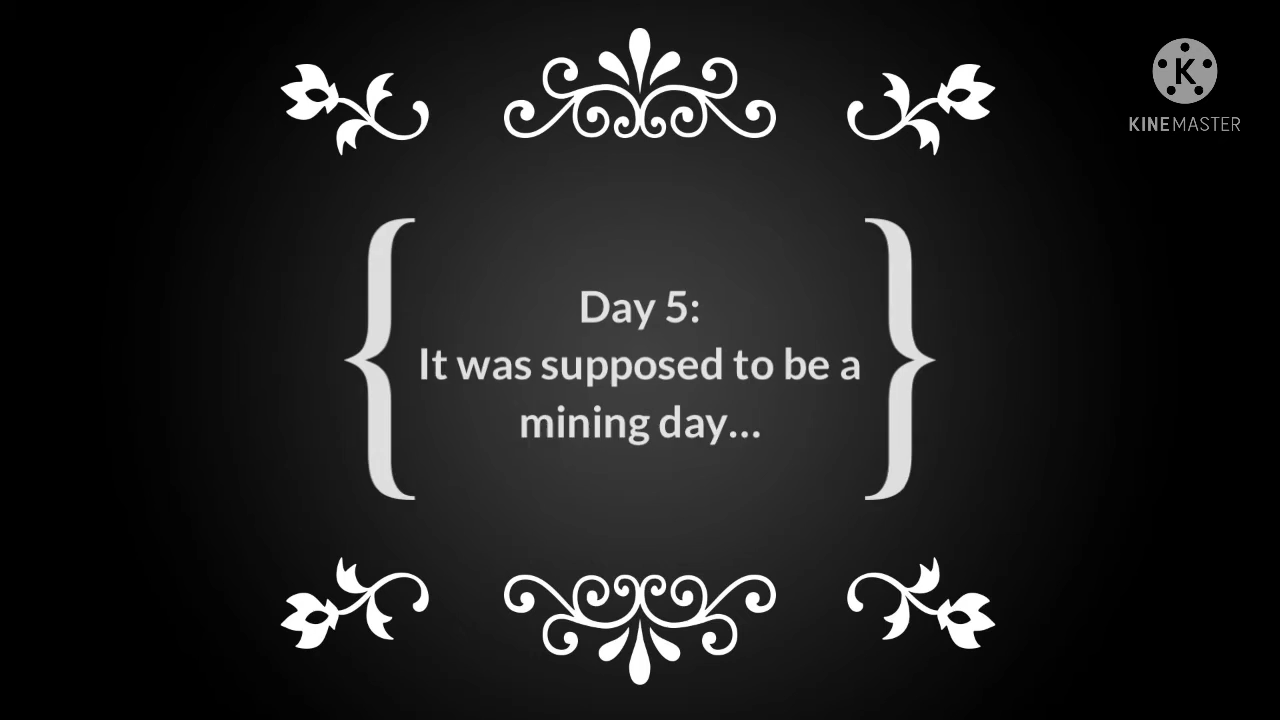 K
KINEMASTER
Day 5:
It was supposed to be a
mining day...